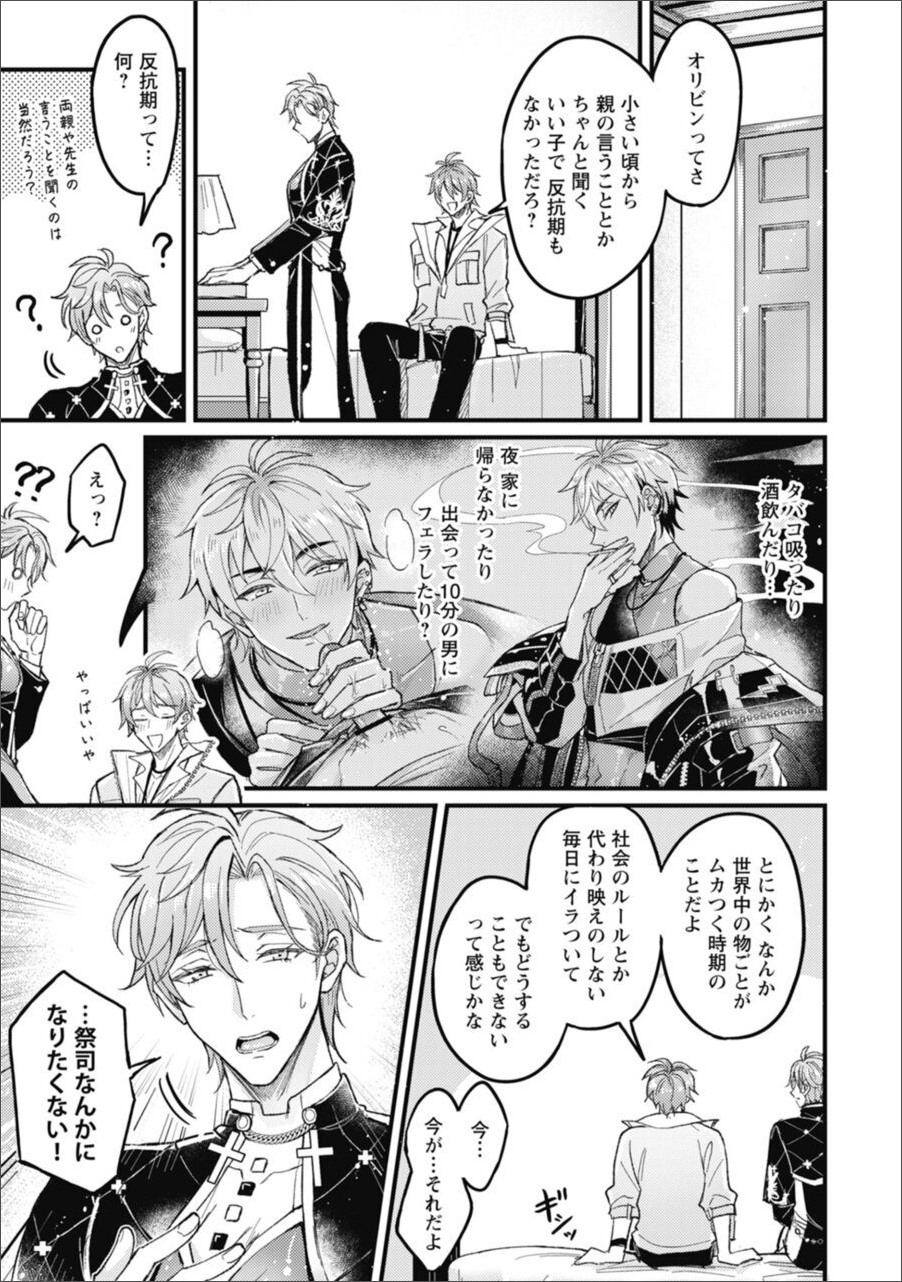 オリビンってさ
小さい頃から
親の言うこととか
ちゃんと聞く
いい子で 反抗期も
なかっただろ？
反抗期って…
何？
両親や先生の
言うことを聞くのは
当然だろう？
？
？
タバコ吸ったり
酒飲んだり…
夜 家に
帰らなかったり
出会って10分の男に
フェラしたり？
えっ？
？？
やっぱいいや
とにかく なんか
世界中の物ごとが
ムカつく時期の
ことだよ
社会のルールとか
代わり映えのしない
毎日にイラついて
でもどうする
こともできない
って感じかな
今…
今が…それだよ
ギシッ
…祭司なんかに
なりたくない！